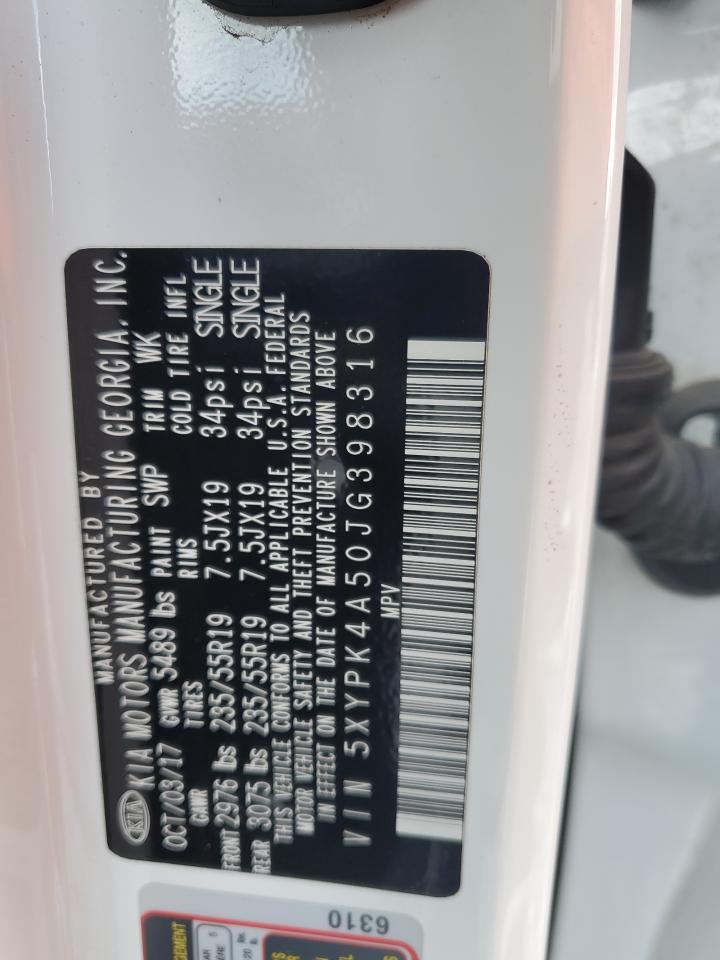 MANUFACTURED BY
KIA KIA MOTORS MANUFACTURING GEORGIA, INC.
OCT/03/17 GVWR 5489 lbs PAINT SWP TRIM WK
GAWR TIRES RIMS COLD TIRE INFL
FRONT 2976 lbs 235/55R19 7.5JX19 34psi SINGLE
REAR 3075 lbs 235/55R19 7.5JX19 34psi SINGLE
THIS VEHICLE CONFORMS TO ALL APPLICABLE U.S.A. FEDERAL
MOTOR VEHICLE SAFETY AND THEFT PREVENTION STANDARDS
IN EFFECT ON THE DATE OF MANUFACTURE SHOWN ABOVE
VIN 5XYPK4A50JG398316
MPV
6310